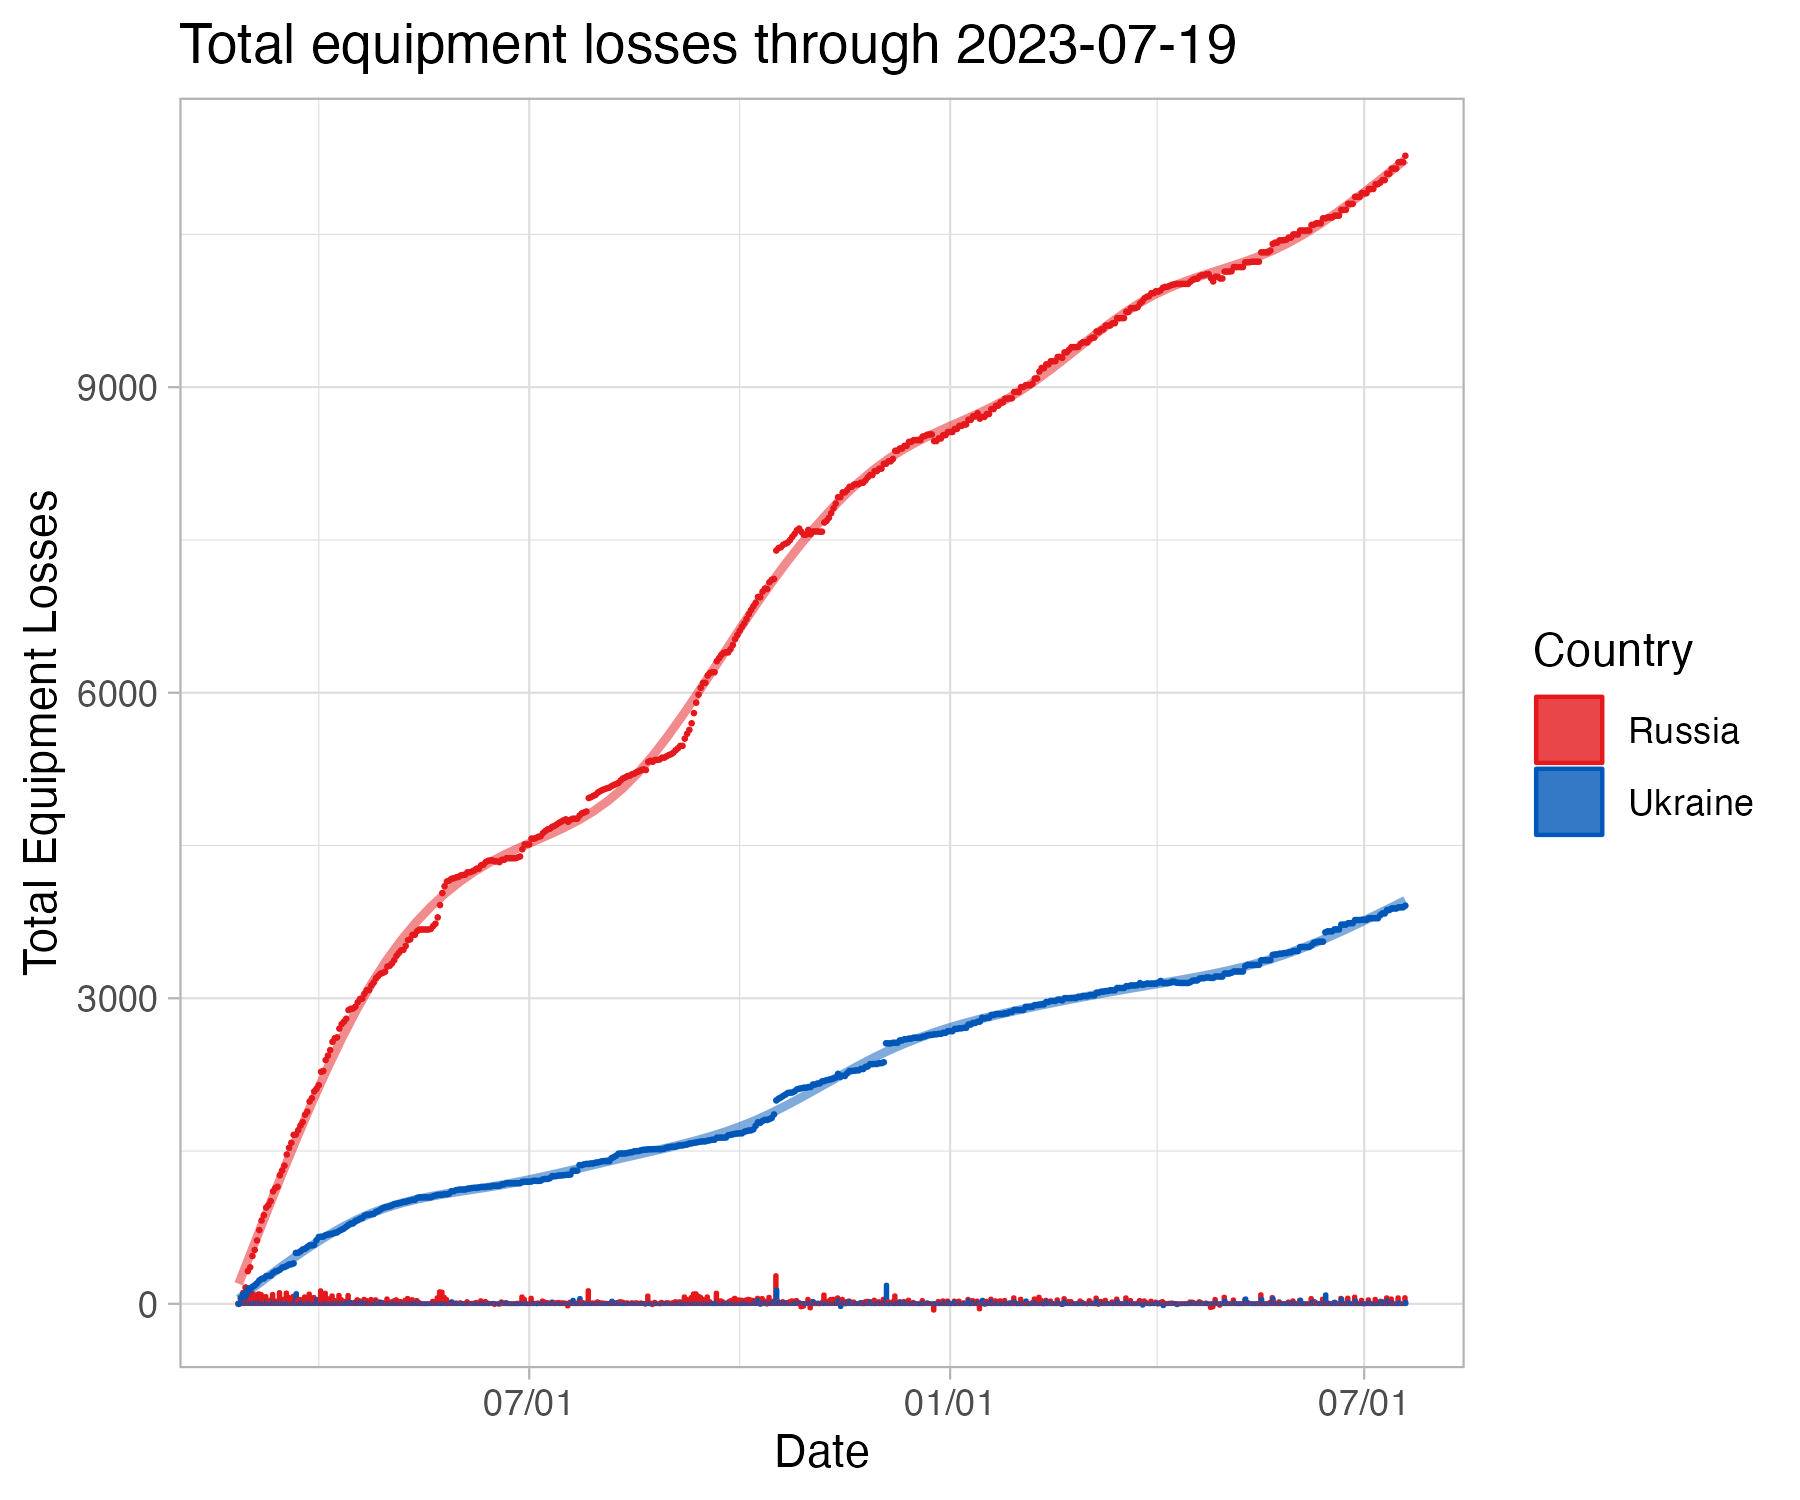 Total equipment losses through 2023-07-19
Total Equipment Losses
9000
6000
3000
0
07/01
01/01
07/01
Date
Country
Russia
Ukraine